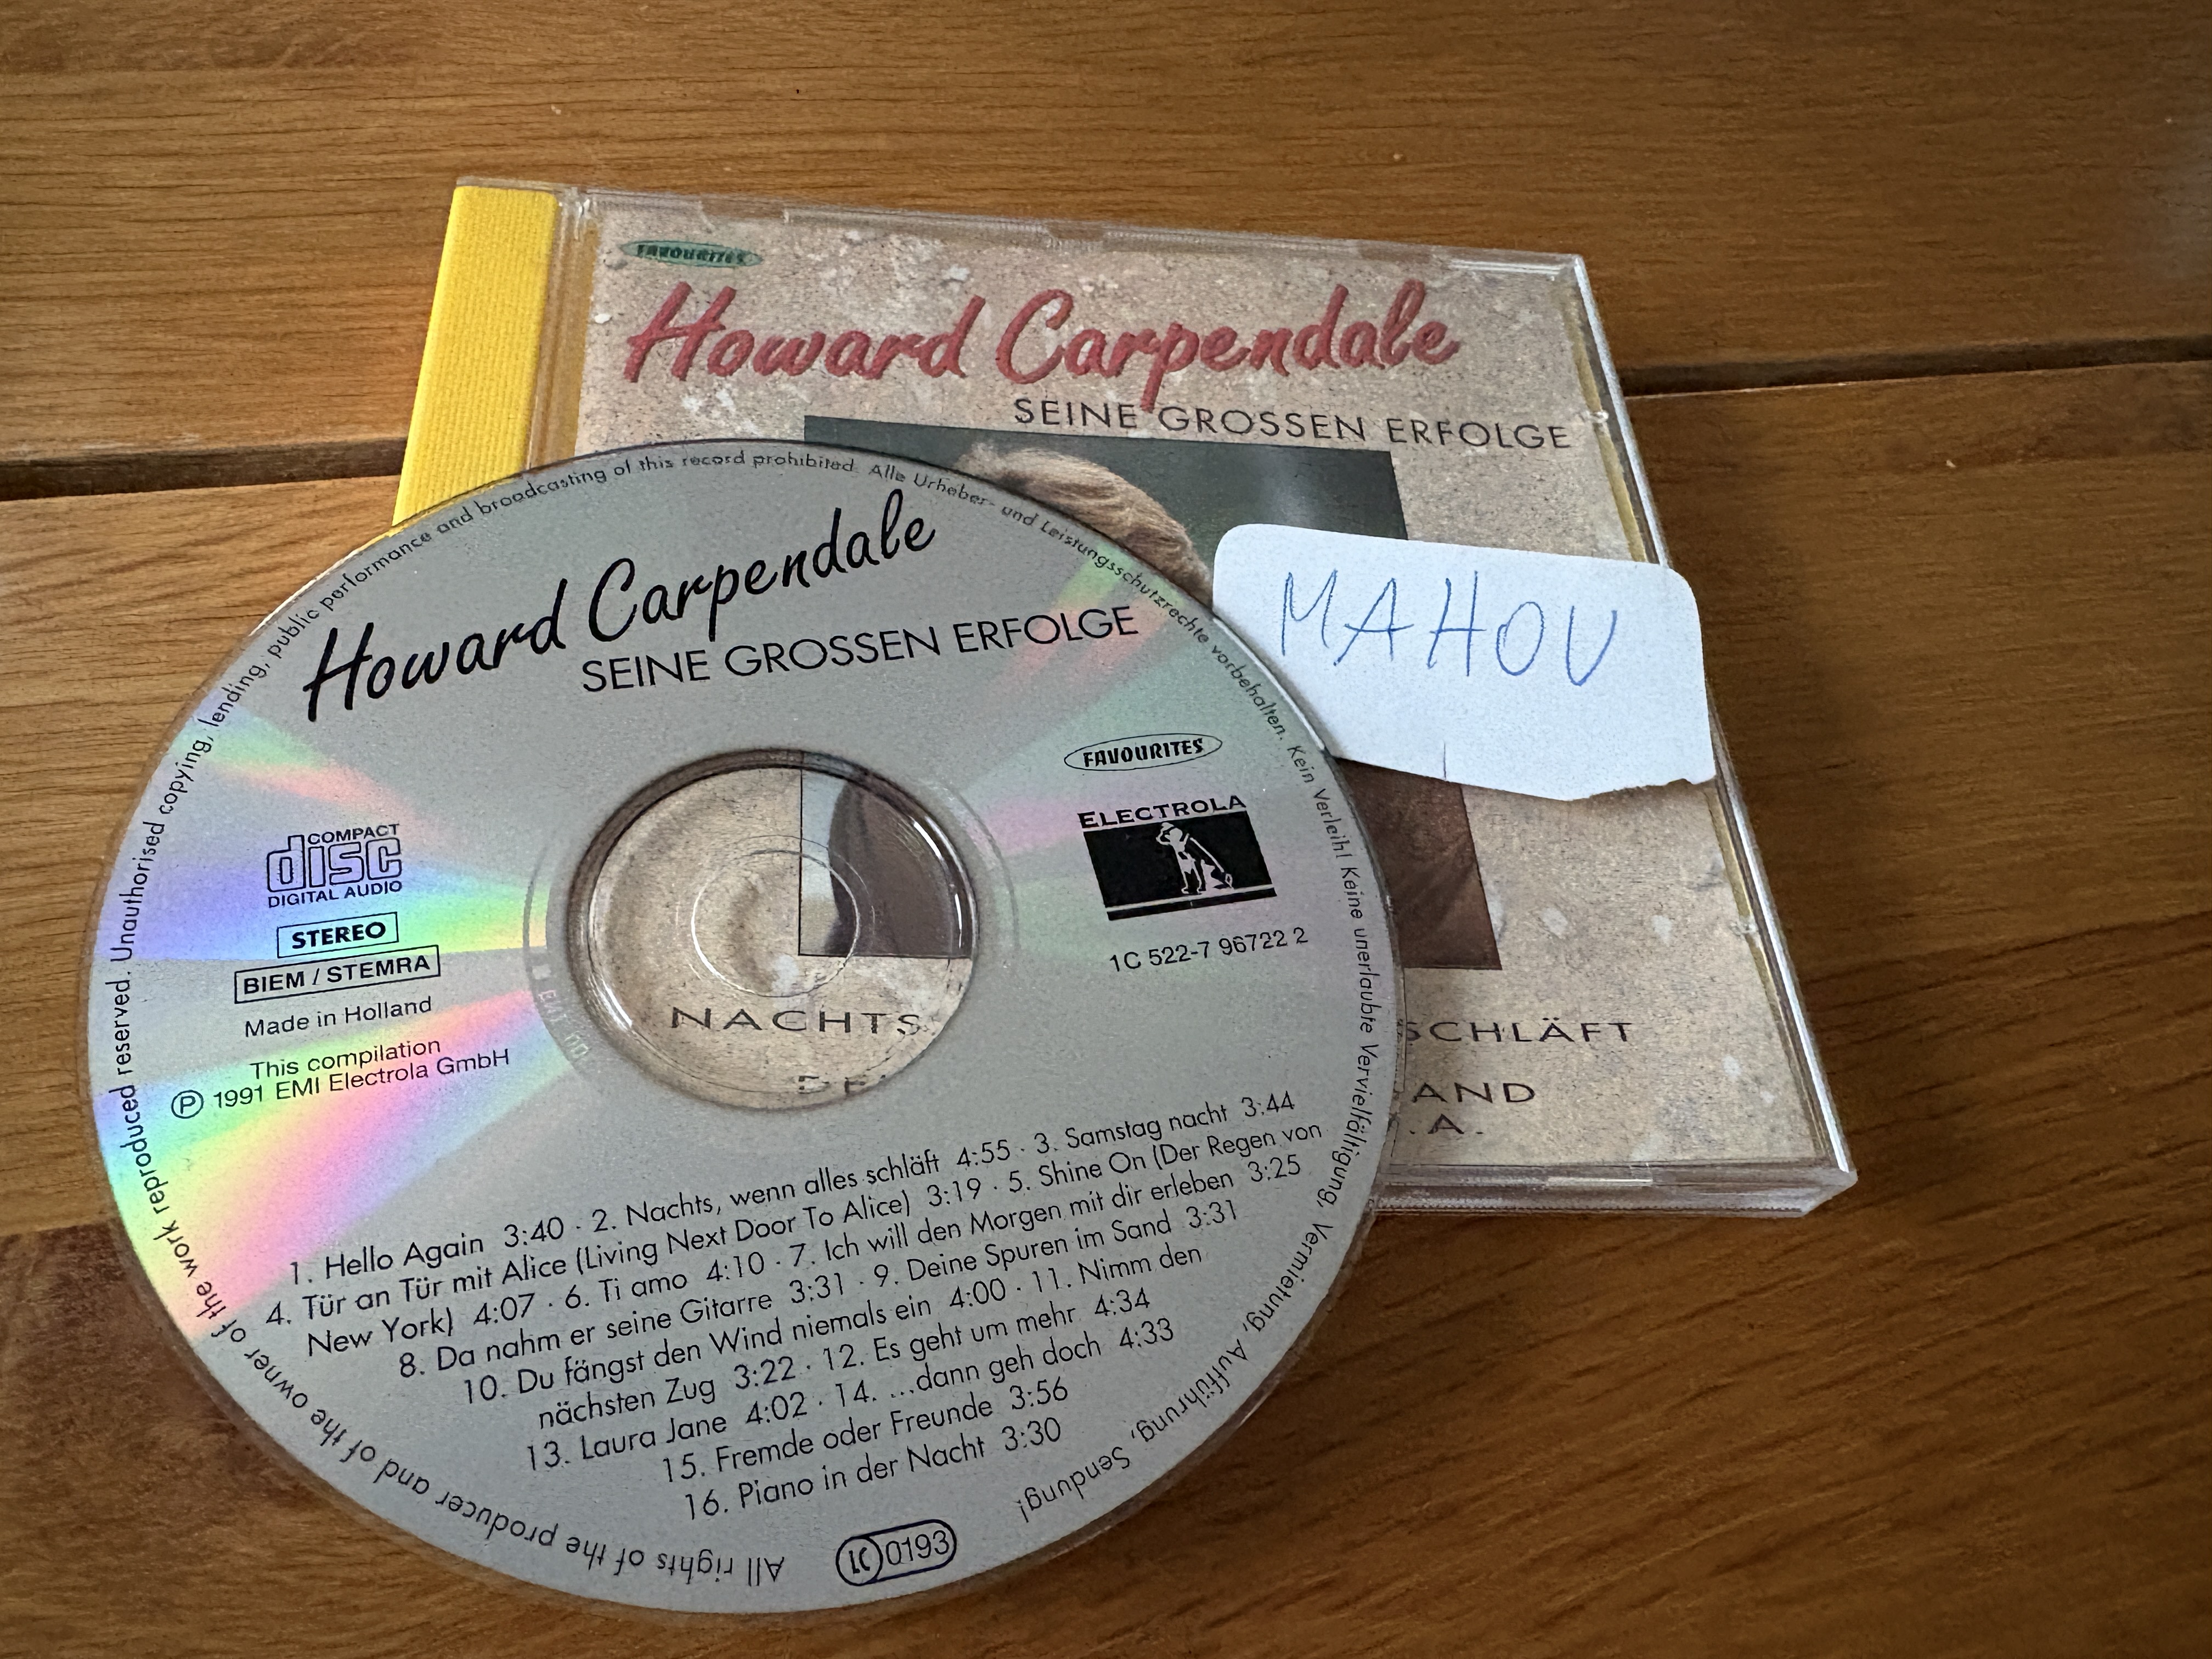 FAVOURITES
Howard Carpendale
SEINE GROSSEN ERFOLGE
MAHOU
SCHLÄFT
AND
.A.
Howard Carpendale
SEINE GROSSEN ERFOLGE
FAVOURITES
ELECTROLA
1C 522-7 96722 2
COMPACT
disc
DIGITAL AUDIO
STEREO
BIEM / STEMRA
Made in Holland
This compilation
Ⓟ 1991 EMI Electrola GmbH
NACHTS
1. Hello Again 3:40 · 2. Nachts, wenn alles schläft 4:55 · 3. Samstag nacht 3:44
4. Tür an Tür mit Alice (Living Next Door To Alice) 3:19 · 5. Shine On (Der Regen von
New York) 4:07 · 6. Ti amo 4:10 · 7. Ich will den Morgen mit dir erleben 3:25
8. Da nahm er seine Gitarre 3:31 · 9. Deine Spuren im Sand 3:31
10. Du fängst den Wind niemals ein 4:00 · 11. Nimm den
nächsten Zug 3:22 · 12. Es geht um mehr 4:34
13. Laura Jane 4:02 · 14. ...dann geh doch 4:33
15. Fremde oder Freunde 3:56
16. Piano in der Nacht 3:30
LC 0193
All rights of the producer and of the owner of the work reproduced reserved. Unauthorised copying, lending, public performance and broadcasting of this record prohibited. Alle Urheber- und Leistungsschutzrechte vorbehalten. Kein Verleih! Keine unerlaubte Vervielfältigung, Vermietung, Aufführung, Sendung!